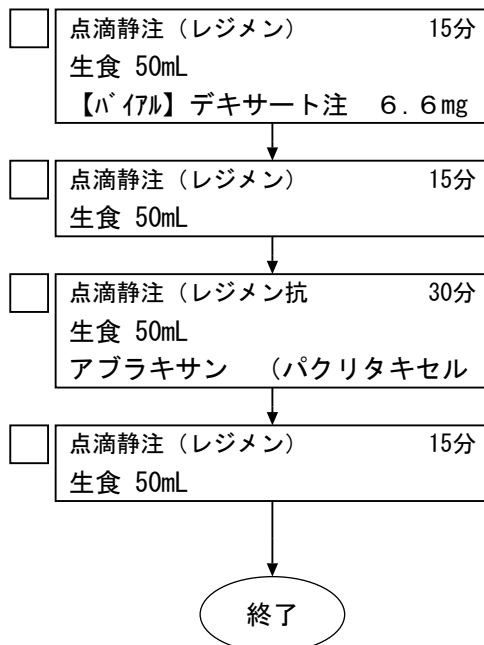 点滴静注（レジメン） 15分
生食 50mL
【ﾊﾞｲｱﾙ】デキサート注　６.６mg
点滴静注（レジメン） 15分
生食 50mL
点滴静注（レジメン抗 30分
生食 50mL
アブラキサン　（パクリタキセル
点滴静注（レジメン） 15分
生食 50mL
終了